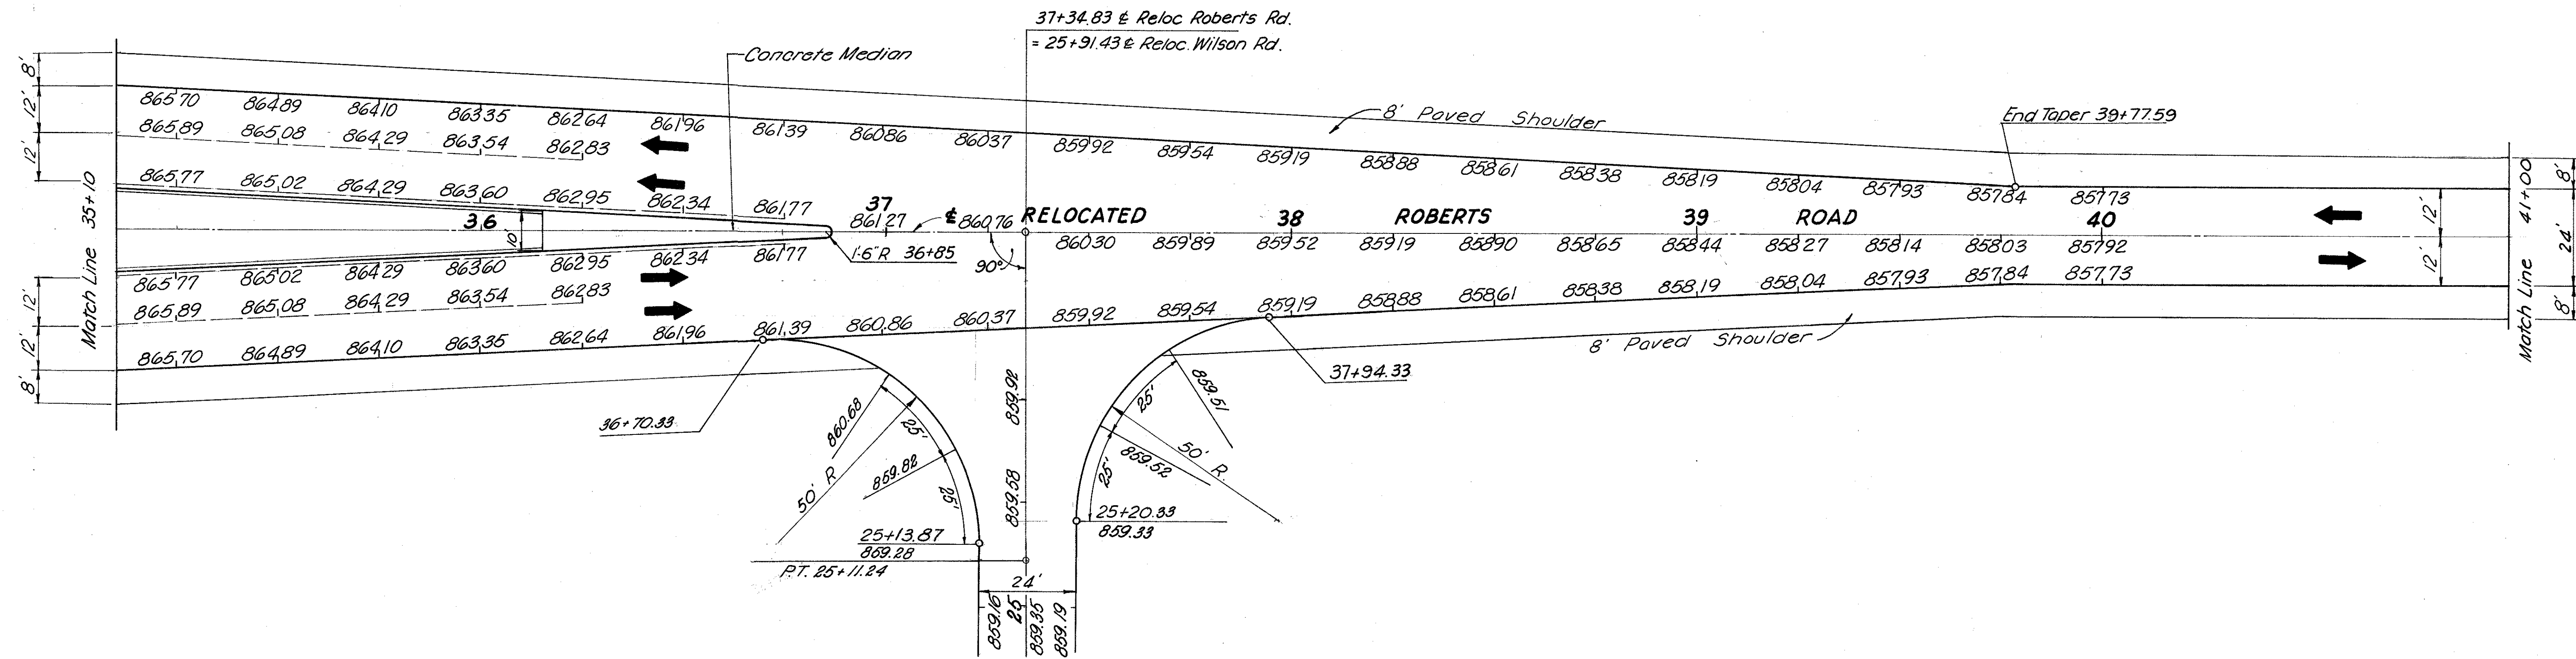 37+34.83 ℄ Reloc Roberts Rd.
= 25+91.43 ℄ Reloc. Wilson Rd.
Concrete Median
8' Paved Shoulder
End Taper 39+77.59
8'
12'
12'
Match Line 35+10
12'
12'
8'
865.70 864.89 864.10 863.35 862.64 861.96 861.39 860.86 860.37 859.92 859.54 859.19 858.88 858.61 858.38 858.19 858.04 857.93 857.84 857.73
865.89 865.08 864.29 863.54 862.83
865.77 865.02 864.29 863.60 862.95 862.34 861.77
36 37 ℄ RELOCATED 38 ROBERTS 39 ROAD 40
10'
861.27 860.76 860.30 859.89 859.52 859.19 858.90 858.65 858.44 858.27 858.14 858.03 857.92
1'-6" R 36+85
90°
865.77 865.02 864.29 863.60 862.95 862.34 861.77
865.89 865.08 864.29 863.54 862.83
865.70 864.89 864.10 863.35 862.64 861.96 861.39 860.86 860.37 859.92 859.54 859.19 858.88 858.61 858.38 858.19 858.04 857.93 857.84 857.73
8'
12'
24'
12'
8'
Match Line 41+00
8' Paved Shoulder
36+70.33
37+94.33
860.68
25'
50' R
859.82
25'
859.92
859.58
859.51
25'
50' R.
859.52
25'
25+13.87
859.28
P.T. 25+11.24
25+20.33
859.33
24'
859.16
25
859.35
859.19